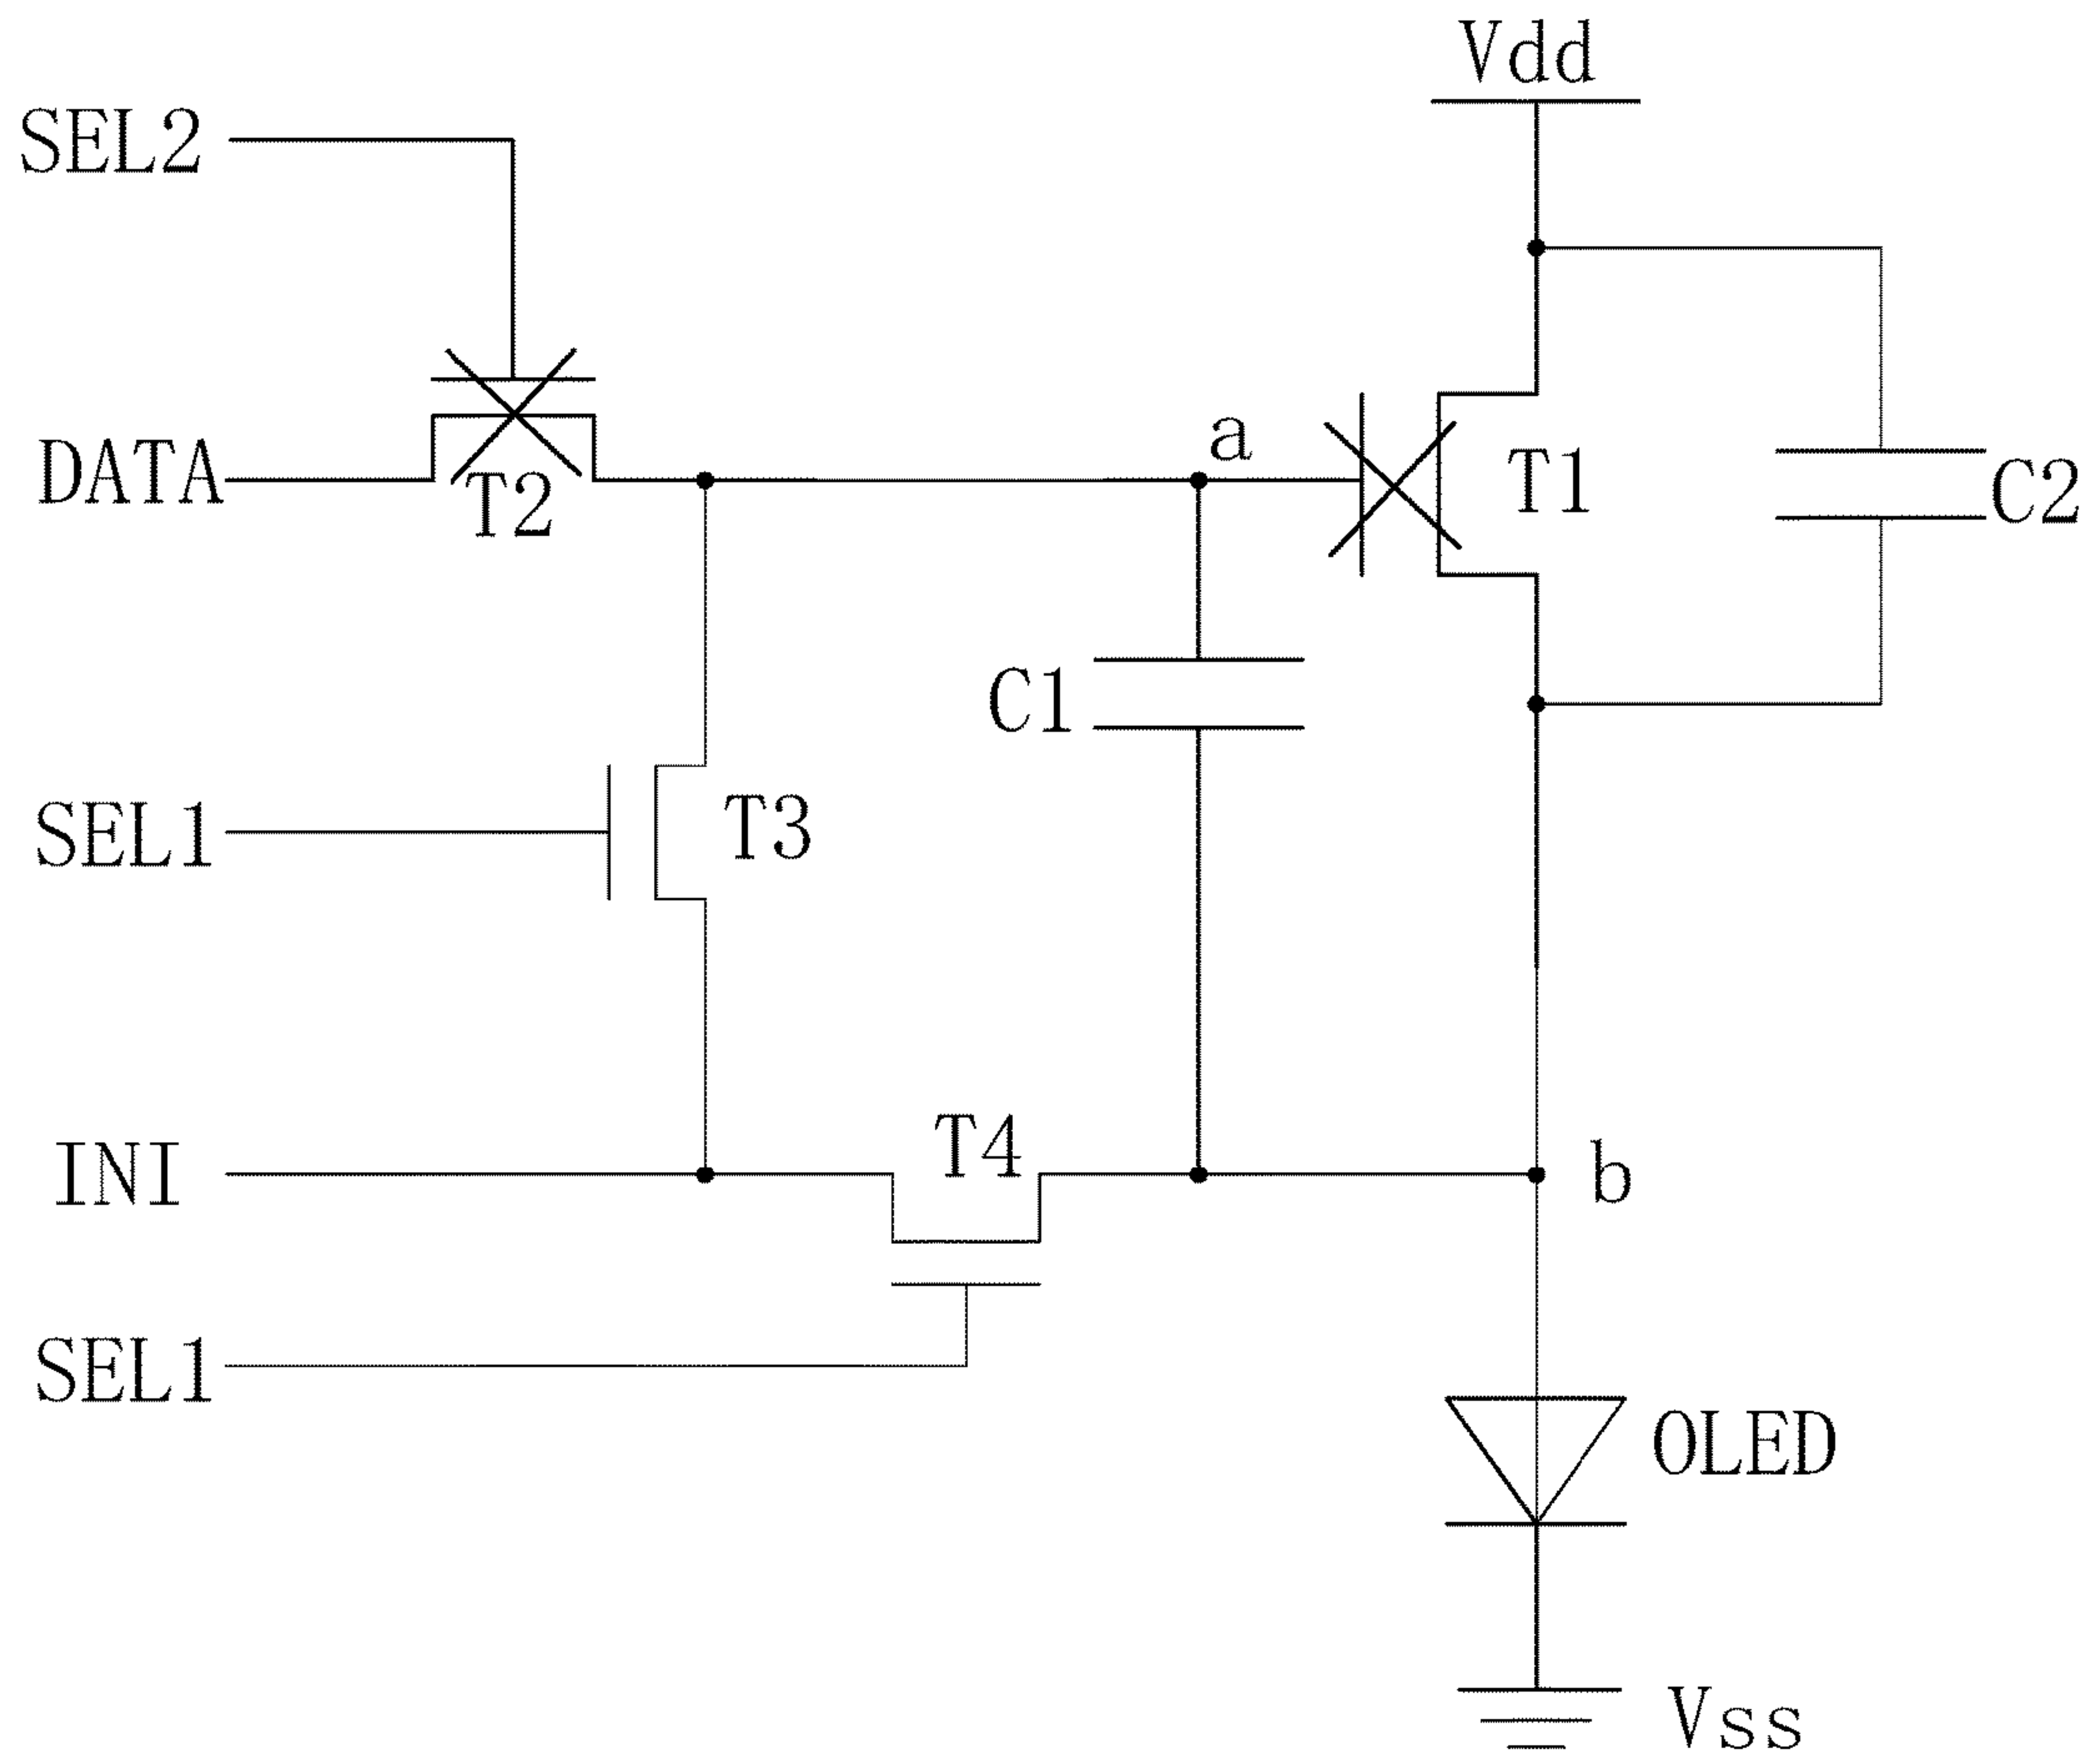 Vdd
SEL2
a
DATA
T2
T1
C2
C1
SEL1
T3
T4
INI
b
SEL1
OLED
Vss